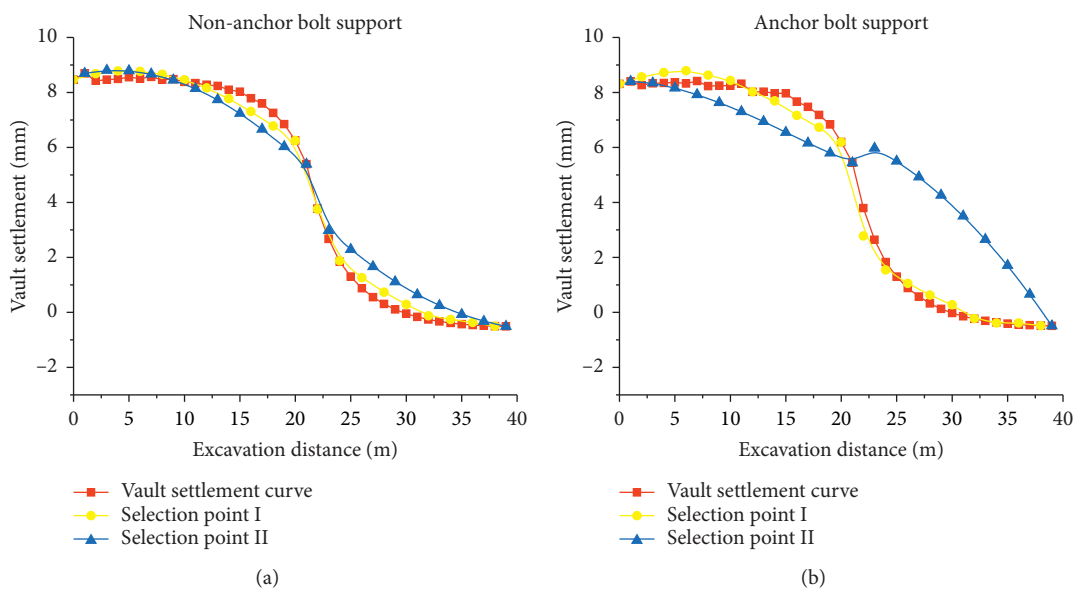 Non-anchor bolt support
10
8
6
4
2
0
−2
Vault settlement (mm)
0 5 10 15 20 25 30 35 40
Excavation distance (m)
Vault settlement curve
Selection point I
Selection point II
(a)
Anchor bolt support
10
8
6
4
2
0
−2
Vault settlement (mm)
0 5 10 15 20 25 30 35 40
Excavation distance (m)
Vault settlement curve
Selection point I
Selection point II
(b)